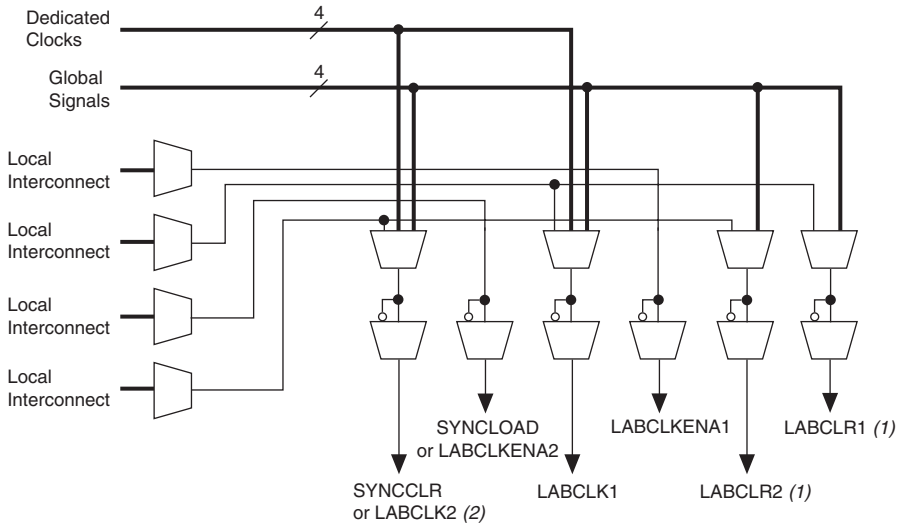 Dedicated
Clocks
4
Global
Signals
4
Local
Interconnect
Local
Interconnect
Local
Interconnect
Local
Interconnect
SYNCLOAD
or LABCLKENA2
LABCLKENA1
LABCLR1 (1)
SYNCCLR
or LABCLK2 (2)
LABCLK1
LABCLR2 (1)